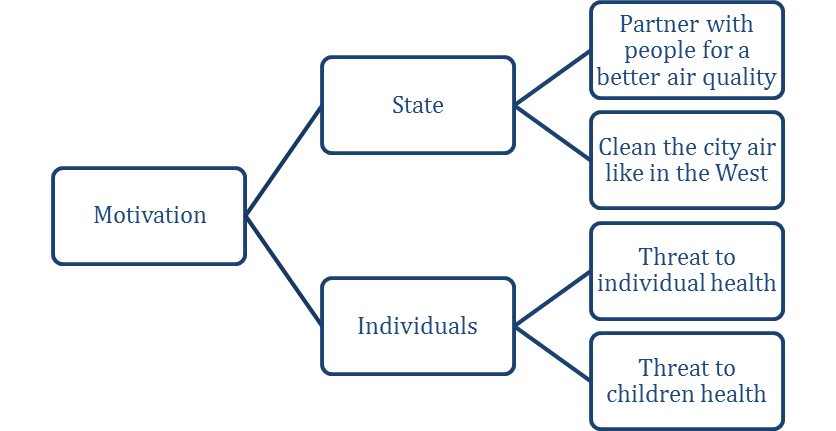 Motivation
State
Partner with
people for a
better air quality
Clean the city air
like in the West
Individuals
Threat to
individual health
Threat to
children health